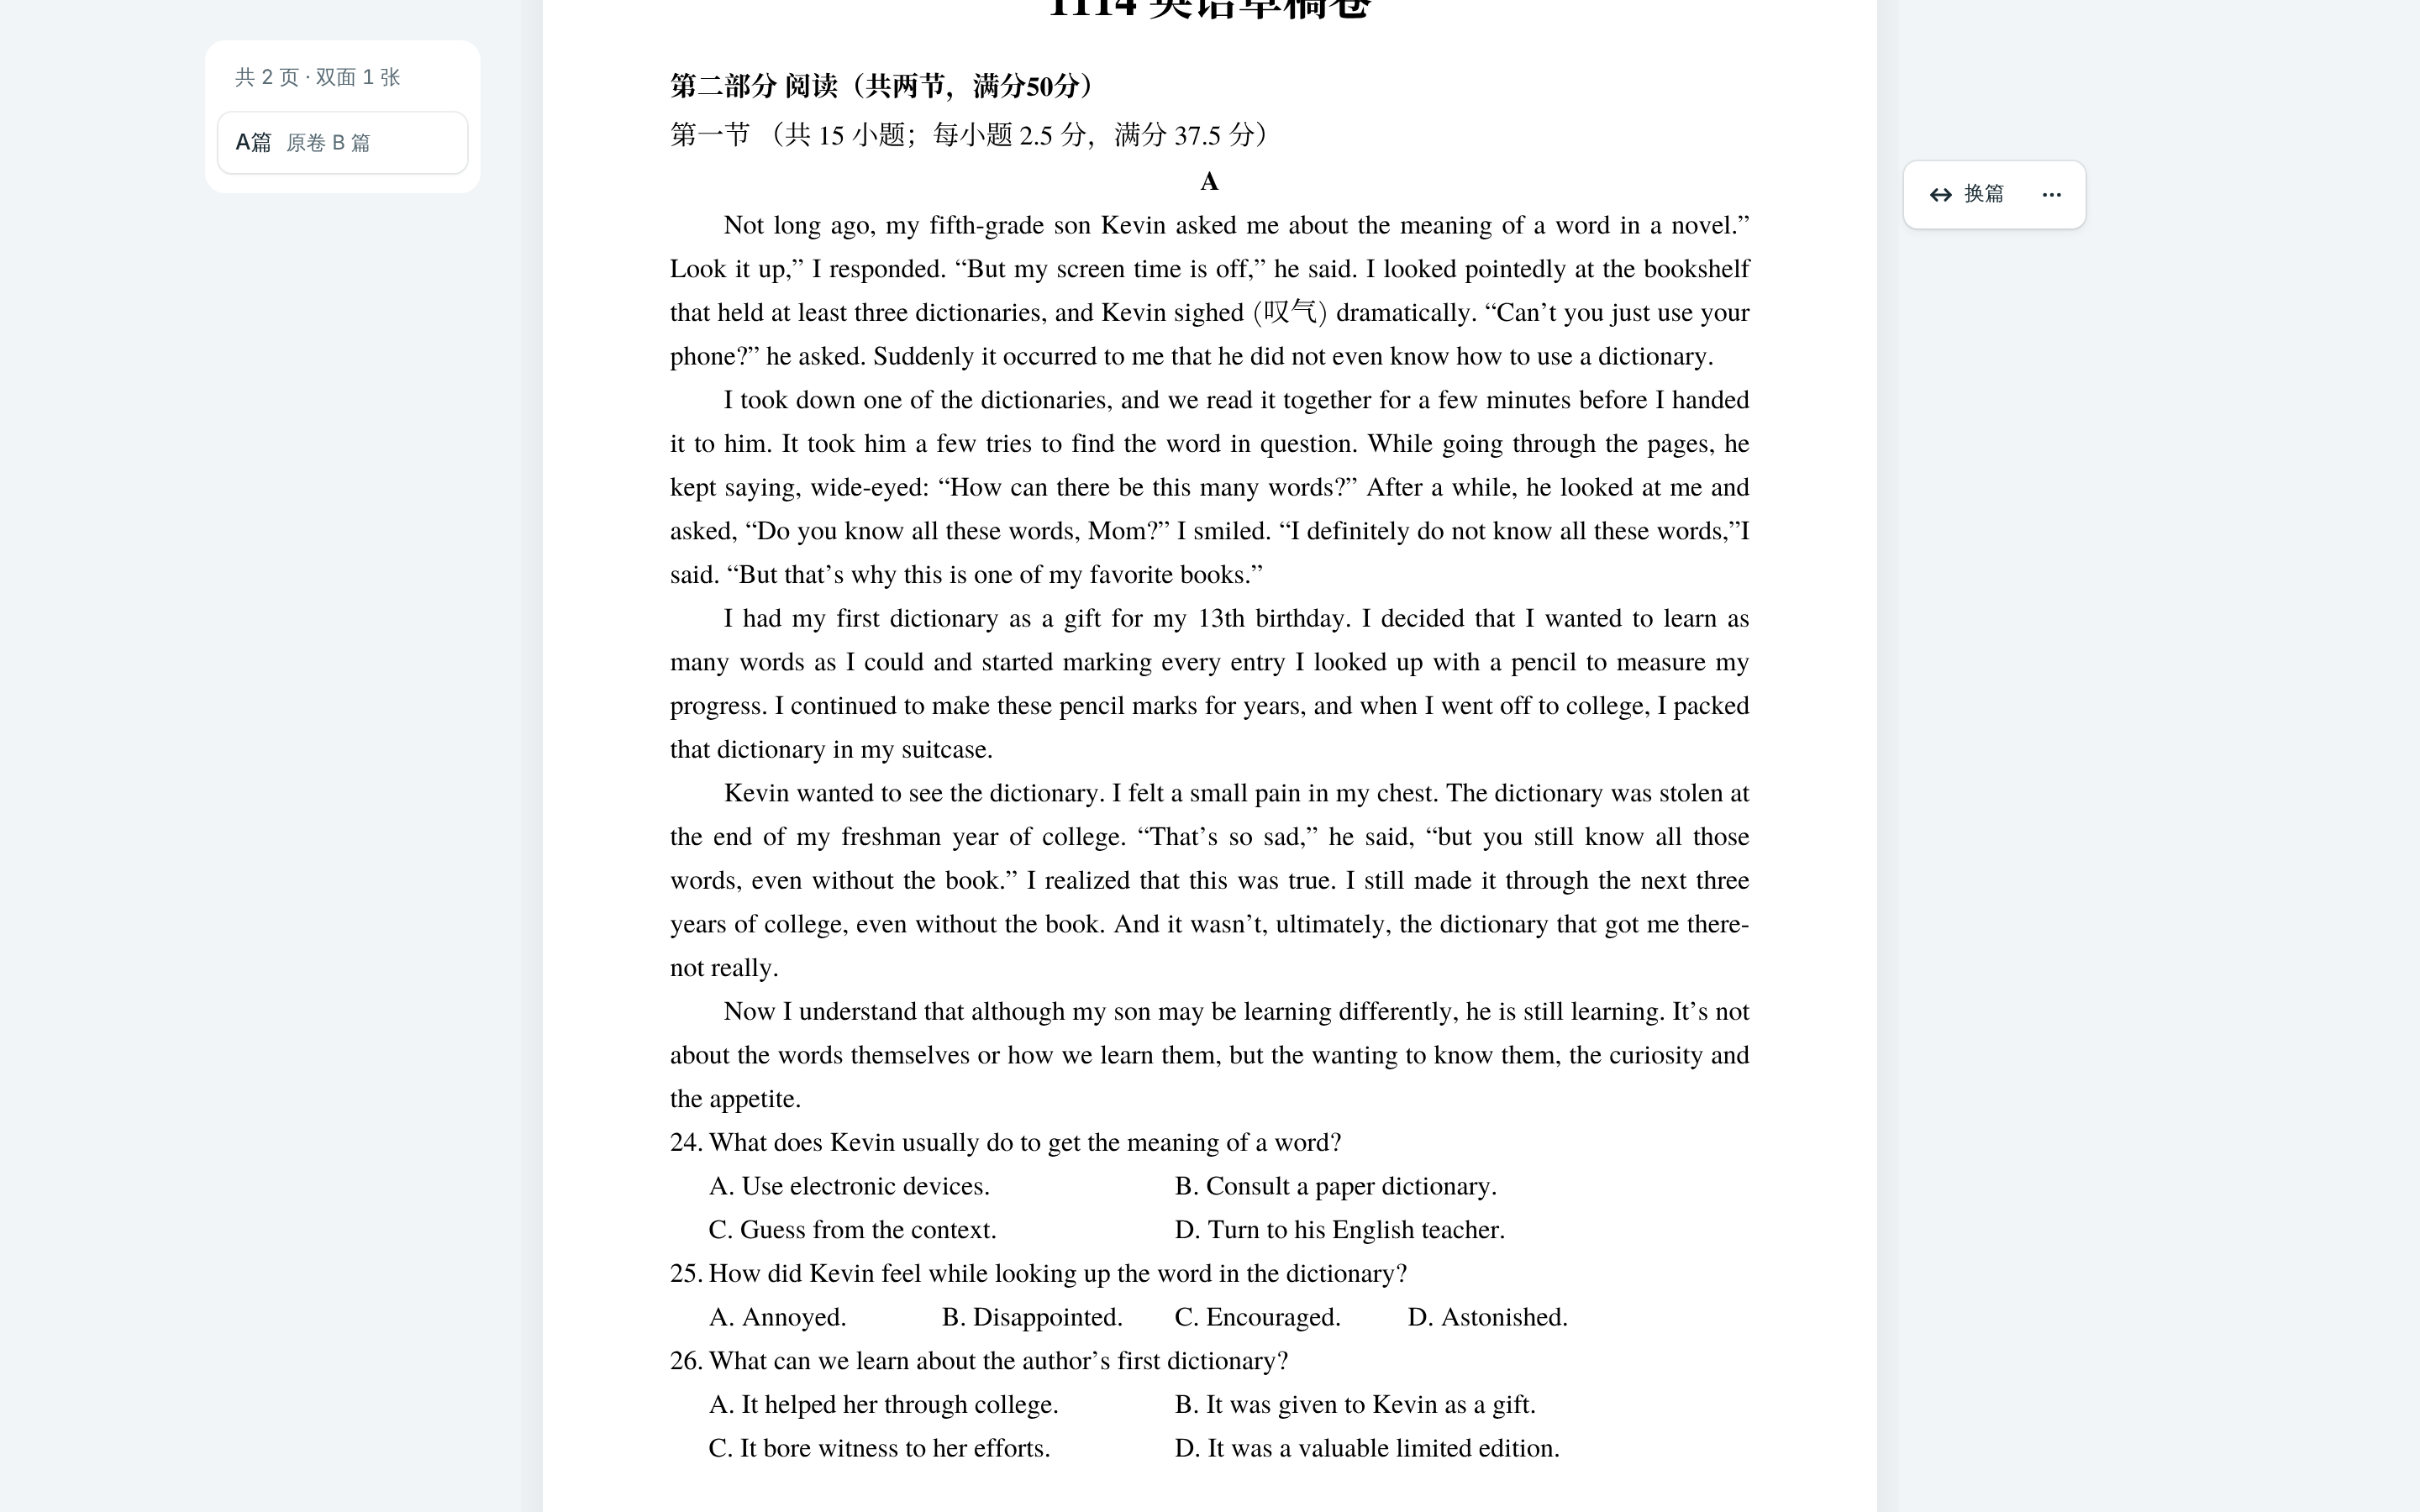 1114 英语草稿卷
共 2 页 · 双面 1 张
A篇 原卷 B 篇
换篇 ···
第二部分 阅读（共两节，满分50分）
第一节 （共 15 小题；每小题 2.5 分，满分 37.5 分）
A
Not long ago, my fifth-grade son Kevin asked me about the meaning of a word in a novel.”
Look it up,” I responded. “But my screen time is off,” he said. I looked pointedly at the bookshelf
that held at least three dictionaries, and Kevin sighed (叹气) dramatically. “Can’t you just use your
phone?” he asked. Suddenly it occurred to me that he did not even know how to use a dictionary.
I took down one of the dictionaries, and we read it together for a few minutes before I handed
it to him. It took him a few tries to find the word in question. While going through the pages, he
kept saying, wide-eyed: “How can there be this many words?” After a while, he looked at me and
asked, “Do you know all these words, Mom?” I smiled. “I definitely do not know all these words,”I
said. “But that’s why this is one of my favorite books.”
I had my first dictionary as a gift for my 13th birthday. I decided that I wanted to learn as
many words as I could and started marking every entry I looked up with a pencil to measure my
progress. I continued to make these pencil marks for years, and when I went off to college, I packed
that dictionary in my suitcase.
Kevin wanted to see the dictionary. I felt a small pain in my chest. The dictionary was stolen at
the end of my freshman year of college. “That’s so sad,” he said, “but you still know all those
words, even without the book.” I realized that this was true. I still made it through the next three
years of college, even without the book. And it wasn’t, ultimately, the dictionary that got me there-
not really.
Now I understand that although my son may be learning differently, he is still learning. It’s not
about the words themselves or how we learn them, but the wanting to know them, the curiosity and
the appetite.
24. What does Kevin usually do to get the meaning of a word?
A. Use electronic devices. B. Consult a paper dictionary.
C. Guess from the context. D. Turn to his English teacher.
25. How did Kevin feel while looking up the word in the dictionary?
A. Annoyed. B. Disappointed. C. Encouraged. D. Astonished.
26. What can we learn about the author’s first dictionary?
A. It helped her through college. B. It was given to Kevin as a gift.
C. It bore witness to her efforts. D. It was a valuable limited edition.